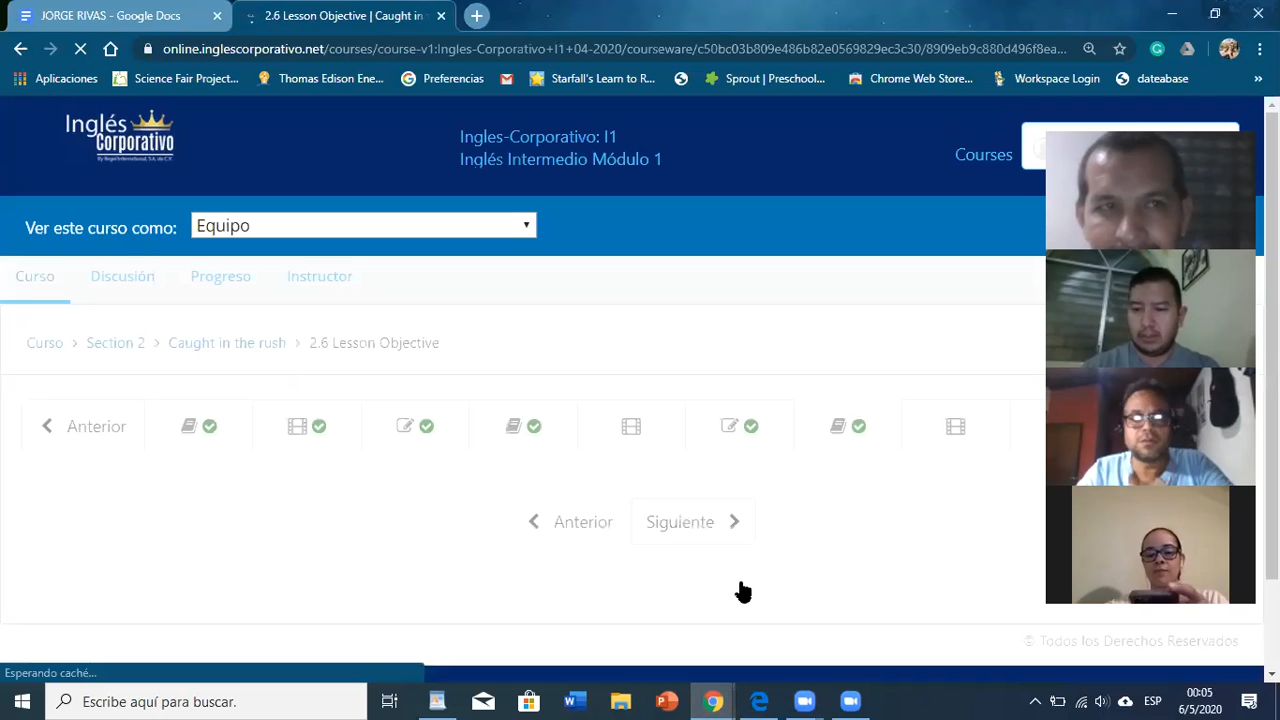 JORGE RIVAS - Google Docs
2.6 Lesson Objective | Caught in
online.inglescorporativo.net/courses/course-v1:Ingles-Corporativo+I1+04-2020/courseware/c50bc03b809e486b82e0569829ec3c30/8909eb9c880d496f8ea...
Aplicaciones
Science Fair Project...
Thomas Edison Ene...
Preferencias
Starfall's Learn to R...
Sprout | Preschool...
Chrome Web Store...
Workspace Login
dateabase
Inglés
Corporativo
Ingles-Corporativo: I1
Inglés Intermedio Módulo 1
Courses
Ver este curso como:
Equipo
Curso
Discusión
Progreso
Instructor
Curso > Section 2 > Caught in the rush > 2.6 Lesson Objective
Anterior
Anterior
Siguiente
© Todos los Derechos Reservados
Esperando caché...
Escribe aquí para buscar.
ESP
00:05
6/5/2020